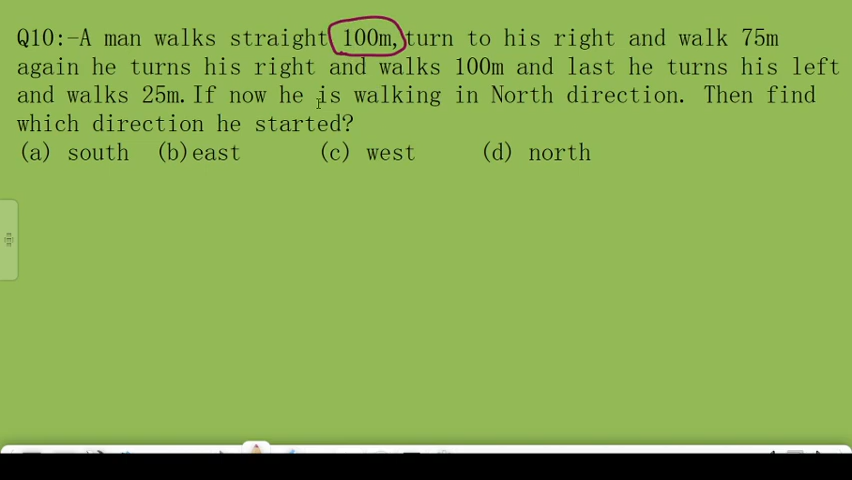 Q10:-A man walks straight 100m,turn to his right and walk 75m
again he turns his right and walks 100m and last he turns his left
and walks 25m.If now he is walking in North direction. Then find
which direction he started?
(a) south (b)east (c) west (d) north